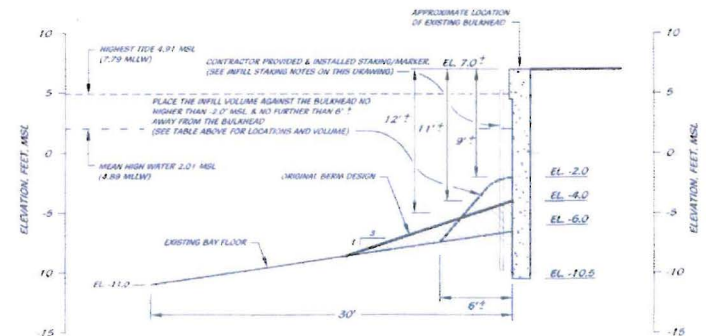 APPROXIMATE LOCATION
OF EXISTING BULKHEAD
10
10
HIGHEST TIDE 4.91 MSL
(7.79 MLLW)
CONTRACTOR PROVIDED & INSTALLED STAKING/MARKER.
(SEE INFILL STAKING NOTES ON THIS DRAWING)
EL. 7.0'±
5
5
PLACE THE INFILL VOLUME AGAINST THE BULKHEAD NO
HIGHER THAN -2.0' MSL & NO FURTHER THAN 6' ±
AWAY FROM THE BULKHEAD
(SEE TABLE ABOVE FOR LOCATIONS AND VOLUME)
12'±
11'±
9'±
0
0
MEAN HIGH WATER 2.01 MSL
(4.89 MLLW)
ORIGINAL BERM DESIGN
EL. -2.0
EL. -4.0
-5
-5
EL. -6.0
3
1
EXISTING BAY FLOOR
-10
-10
EL. -11.0
EL. -10.5
6'±
30'
-15
-15
ELEVATION, FEET, MSL
ELEVATION, FEET, MSL